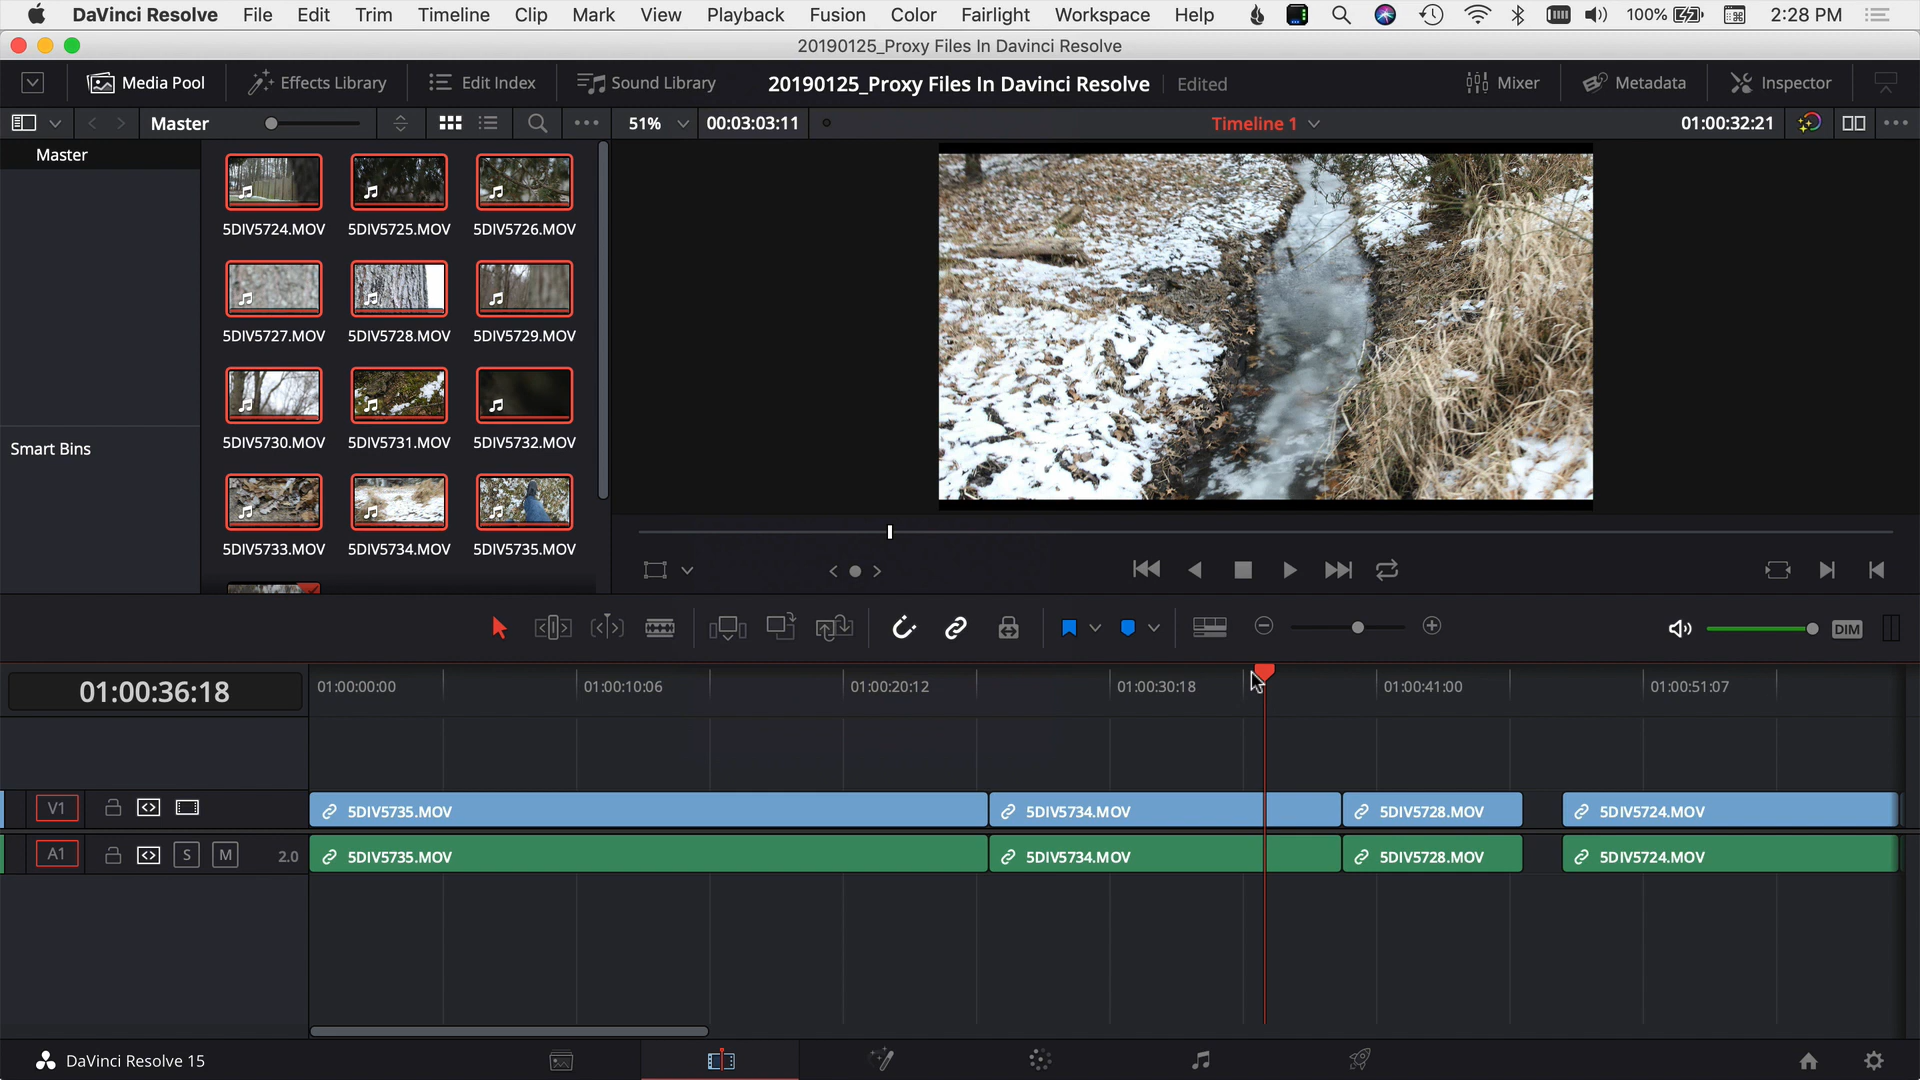 DaVinci Resolve File Edit Trim Timeline Clip Mark View Playback Fusion Color Fairlight Workspace Help 100% 2:28 PM
20190125_Proxy Files In Davinci Resolve
Media Pool Effects Library Edit Index Sound Library 20190125_Proxy Files In Davinci Resolve Edited Mixer Metadata Inspector
Master 51% 00:03:03:11 Timeline 1 01:00:32:21
Master
5DIV5724.MOV 5DIV5725.MOV 5DIV5726.MOV
5DIV5727.MOV 5DIV5728.MOV 5DIV5729.MOV
5DIV5730.MOV 5DIV5731.MOV 5DIV5732.MOV
Smart Bins
5DIV5733.MOV 5DIV5734.MOV 5DIV5735.MOV
DIM
01:00:36:18 01:00:00:00 01:00:10:06 01:00:20:12 01:00:30:18 01:00:41:00 01:00:51:07
V1 5DIV5735.MOV 5DIV5734.MOV 5DIV5728.MOV 5DIV5724.MOV
A1 S M 2.0 5DIV5735.MOV 5DIV5734.MOV 5DIV5728.MOV 5DIV5724.MOV
DaVinci Resolve 15